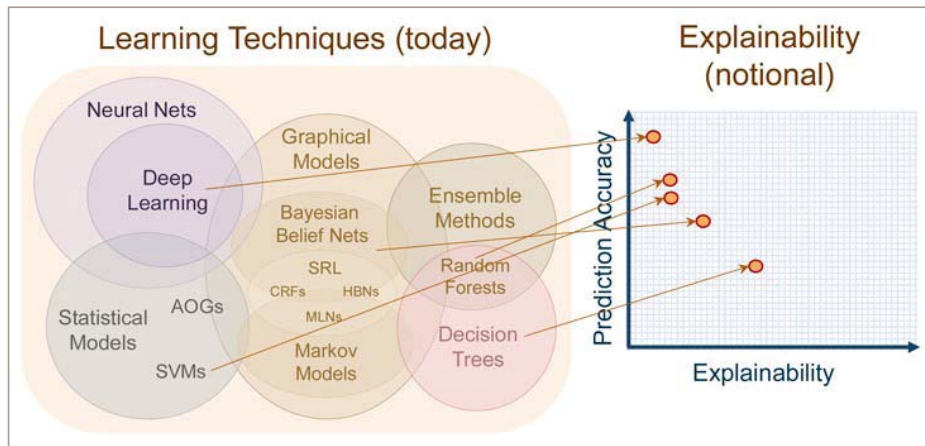 Learning Techniques (today)
Explainability
(notional)
Neural Nets
Graphical
Models
Deep
Learning
Ensemble
Methods
Bayesian
Belief Nets
SRL
Random
Forests
CRFs
HBNs
AOGs
MLNs
Statistical
Models
Decision
Trees
Markov
Models
SVMs
Prediction Accuracy
Explainability